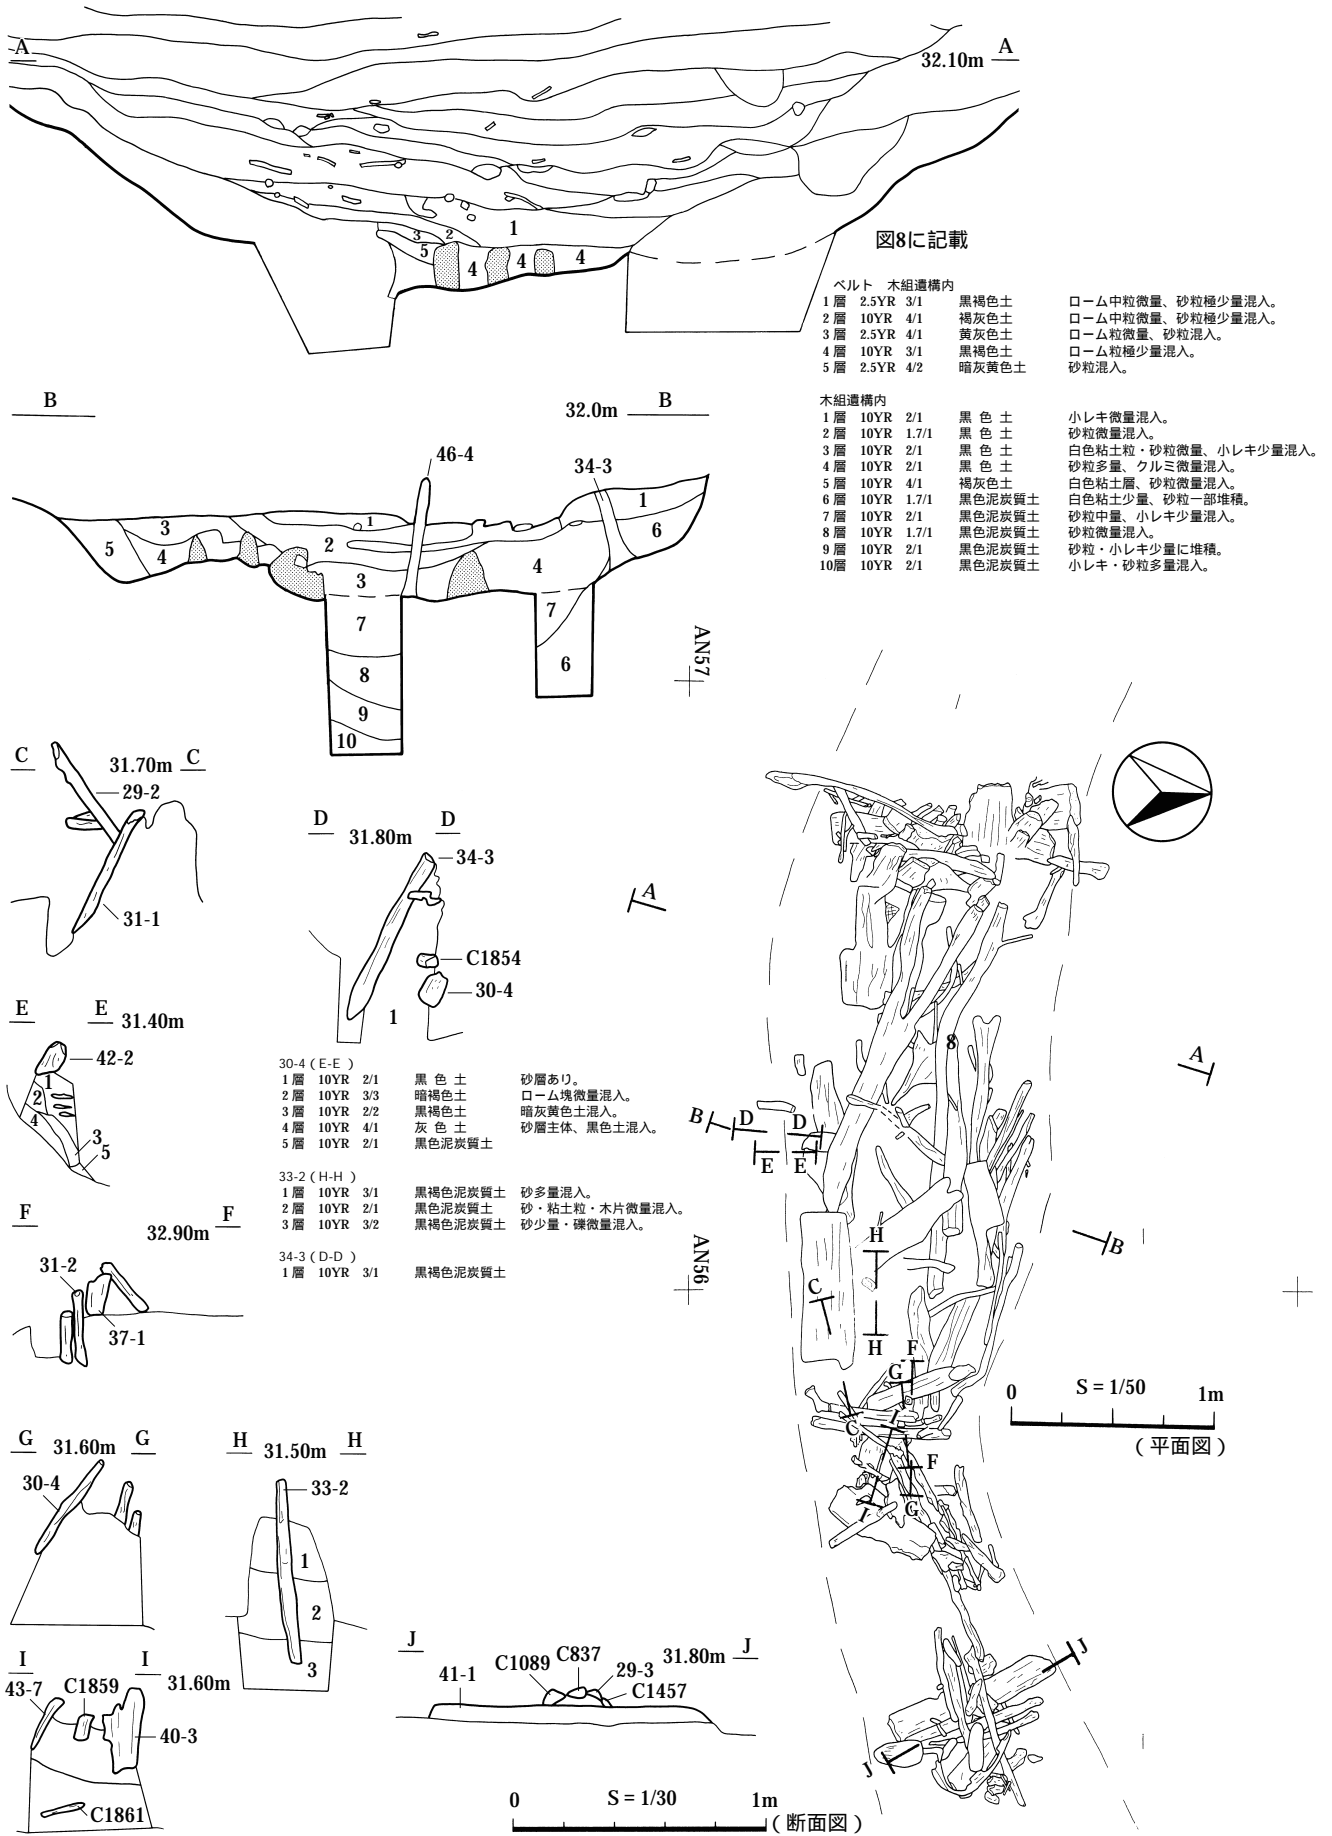 A
A
32.10m
1
2
3
5
4
4
4
図8に記載
ベルト 木組遺構内
1層 2.5YR 3/1 黒褐色土 ローム中粒微量、砂粒極少量混入。
2層 10YR 4/1 褐灰色土 ローム中粒微量、砂粒極少量混入。
3層 2.5YR 4/1 黄灰色土 ローム粒微量、砂粒混入。
4層 10YR 3/1 黒褐色土 ローム粒極少量混入。
5層 2.5YR 4/2 暗灰黄色土 砂粒混入。
木組遺構内
1層 10YR 2/1 黒色土 小レキ微量混入。
2層 10YR 1.7/1 黒色土 砂粒微量混入。
3層 10YR 2/1 黒色土 白色粘土粒・砂粒微量、小レキ少量混入。
4層 10YR 2/1 黒色土 砂粒多量、クルミ微量混入。
5層 10YR 4/1 褐灰色土 白色粘土層、砂粒微量混入。
6層 10YR 1.7/1 黒色泥炭質土 白色粘土少量、砂粒一部堆積。
7層 10YR 2/1 黒色泥炭質土 砂粒中量、小レキ少量混入。
8層 10YR 1.7/1 黒色泥炭質土 砂粒微量混入。
9層 10YR 2/1 黒色泥炭質土 砂粒・小レキ少量に堆積。
10層 10YR 2/1 黒色泥炭質土 小レキ・砂粒多量混入。
B
32.0m
B
46-4
34-3
1
1
3
2
6
5
4
4
3
7
7
8
6
9
10
AN57
C
31.70m
C
29-2
31-1
D
31.80m
D
34-3
C1854
30-4
1
E
E
31.40m
42-2
1
2
4
3
5
30-4(E-E)
1層 10YR 2/1 黒色土 砂層あり。
2層 10YR 3/3 暗褐色土 ローム塊微量混入。
3層 10YR 2/2 黒褐色土 暗灰黄色土混入。
4層 10YR 4/1 灰色土 砂層主体、黒色土混入。
5層 10YR 2/1 黒色泥炭質土
33-2(H-H)
1層 10YR 3/1 黒褐色泥炭質土 砂多量混入。
2層 10YR 2/1 黒色泥炭質土 砂・粘土粒・木片微量混入。
3層 10YR 3/2 黒褐色泥炭質土 砂少量・礫微量混入。
34-3(D-D)
1層 10YR 3/1 黒褐色泥炭質土
F
32.90m
F
31-2
37-1
G
31.60m
G
30-4
H
31.50m
H
33-2
1
2
3
I
I
31.60m
43-7
C1859
40-3
C1861
J
31.80m
J
41-1
C1089
C837
29-3
C1457
0
S = 1/30
1m
(断面図)
A
A
8
B
D
D
E
E
B
H
C
H
F
G
C
I
F
I
G
J
J
AN56
0
S = 1/50
1m
(平面図)